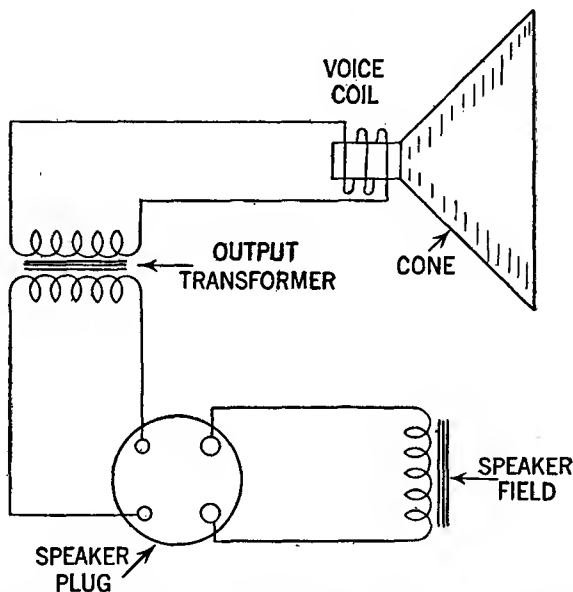 VOICE
COIL
CONE
OUTPUT
TRANSFORMER
SPEAKER
FIELD
SPEAKER
PLUG